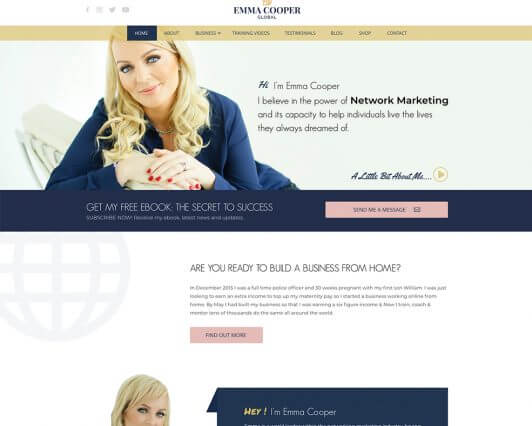 EMMA COOPER
GLOBAL
HOME ABOUT BUSINESS TRAINING VIDEOS TESTIMONIALS BLOG SHOP CONTACT
Hi I'm Emma Cooper
I believe in the power of Network Marketing
and its capacity to help individuals live the lives
they always dreamed of.
A Little Bit About Me....
GET MY FREE EBOOK: THE SECRET TO SUCCESS
SUBSCRIBE NOW! Receive my ebook, latest news and updates.
SEND ME A MESSAGE
ARE YOU READY TO BUILD A BUSINESS FROM HOME?
In December 2015 I was a full time police officer and 30 weeks pregnant with my first son William. I was just
looking to earn an extra income to top up my maternity pay so I started a business working online from
home. By May I had built my business so that I was earning a six figure income & Now I train, coach &
mentor tens of thousands do the same all around the world.
FIND OUT MORE
Hey! I'm Emma Cooper